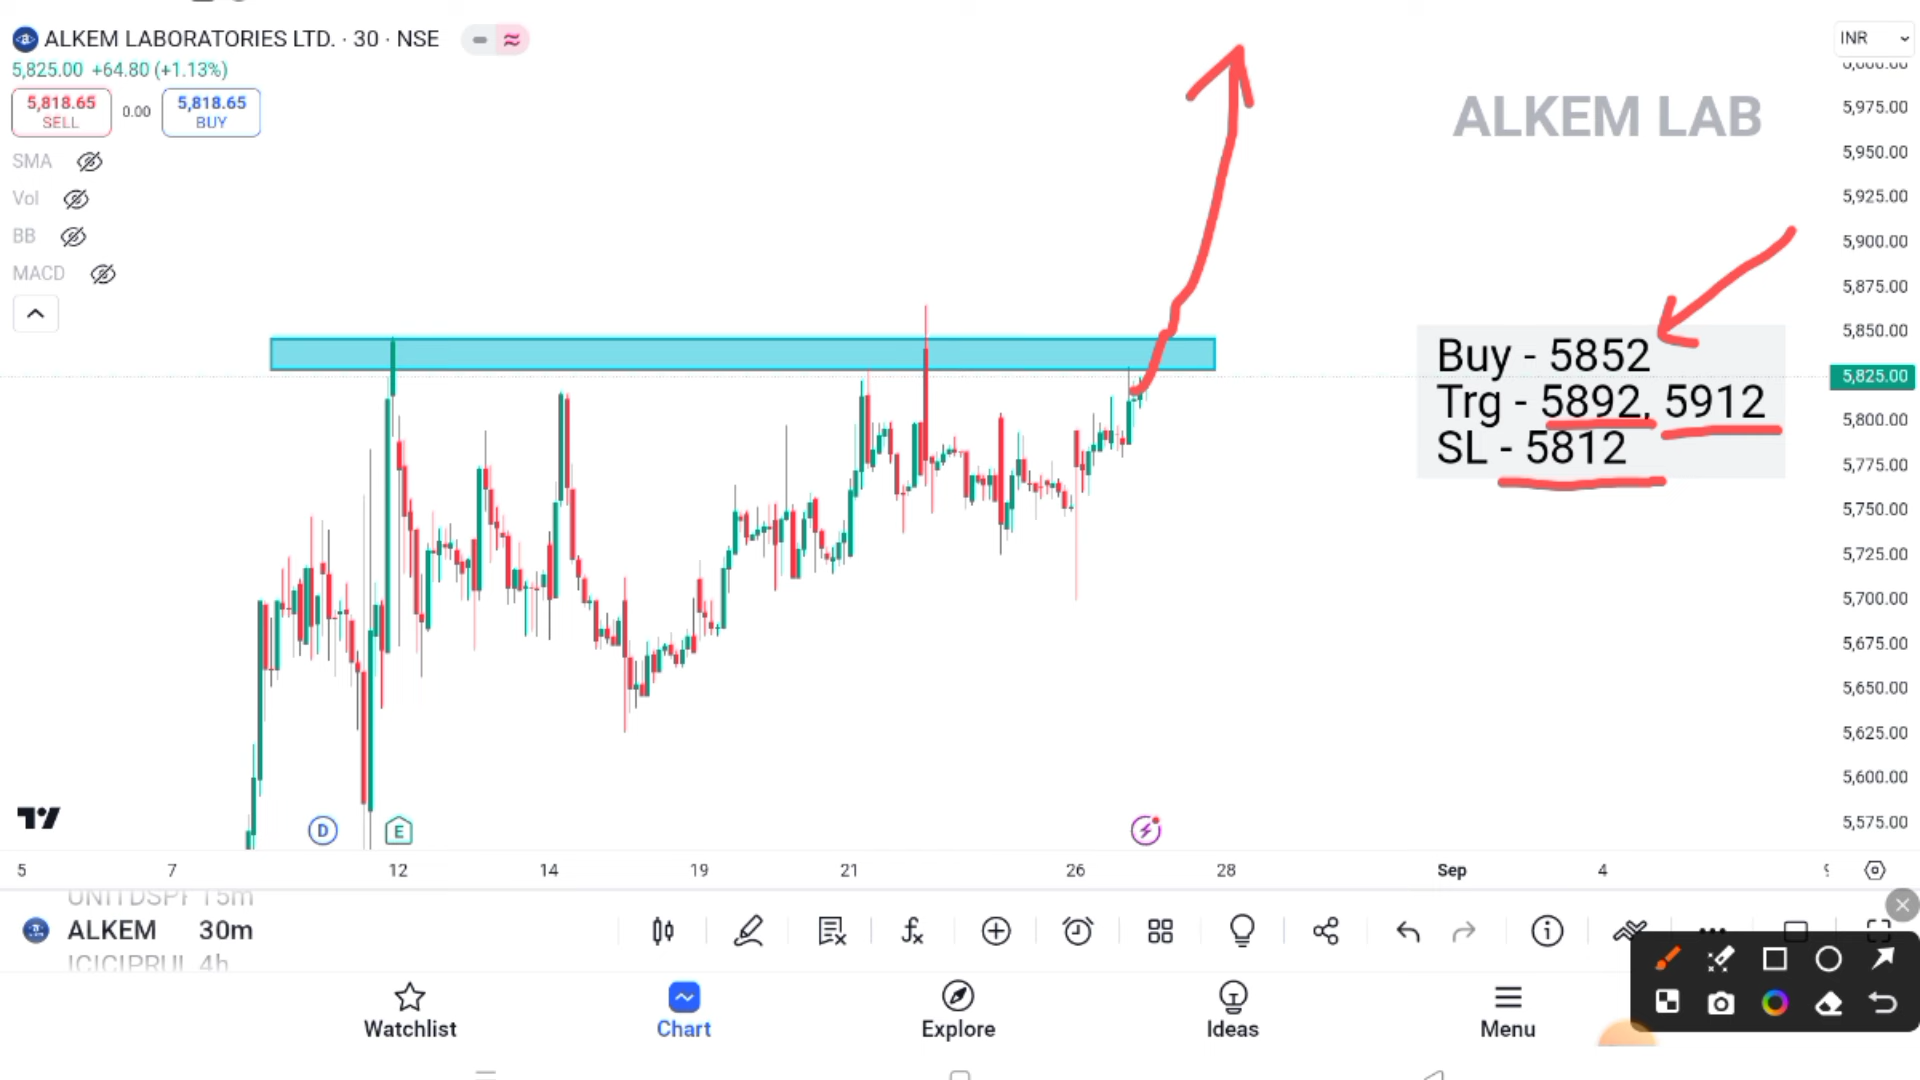 ALKEM LABORATORIES LTD. · 30 · NSE
INR
5,825.00 +64.80 (+1.13%)
5,818.65
SELL
0.00
5,818.65
BUY
SMA
Vol
BB
MACD
ALKEM LAB
5,975.00
5,950.00
5,925.00
5,900.00
5,875.00
5,850.00
5,825.00
5,800.00
5,775.00
5,750.00
5,725.00
5,700.00
5,675.00
5,650.00
5,625.00
5,600.00
5,575.00
Buy - 5852
Trg - 5892, 5912
SL - 5812
D
E
5
7
12
14
19
21
26
28
Sep
4
ALKEM 30m
ICICIPRUL 4h
Watchlist
Chart
Explore
Ideas
Menu